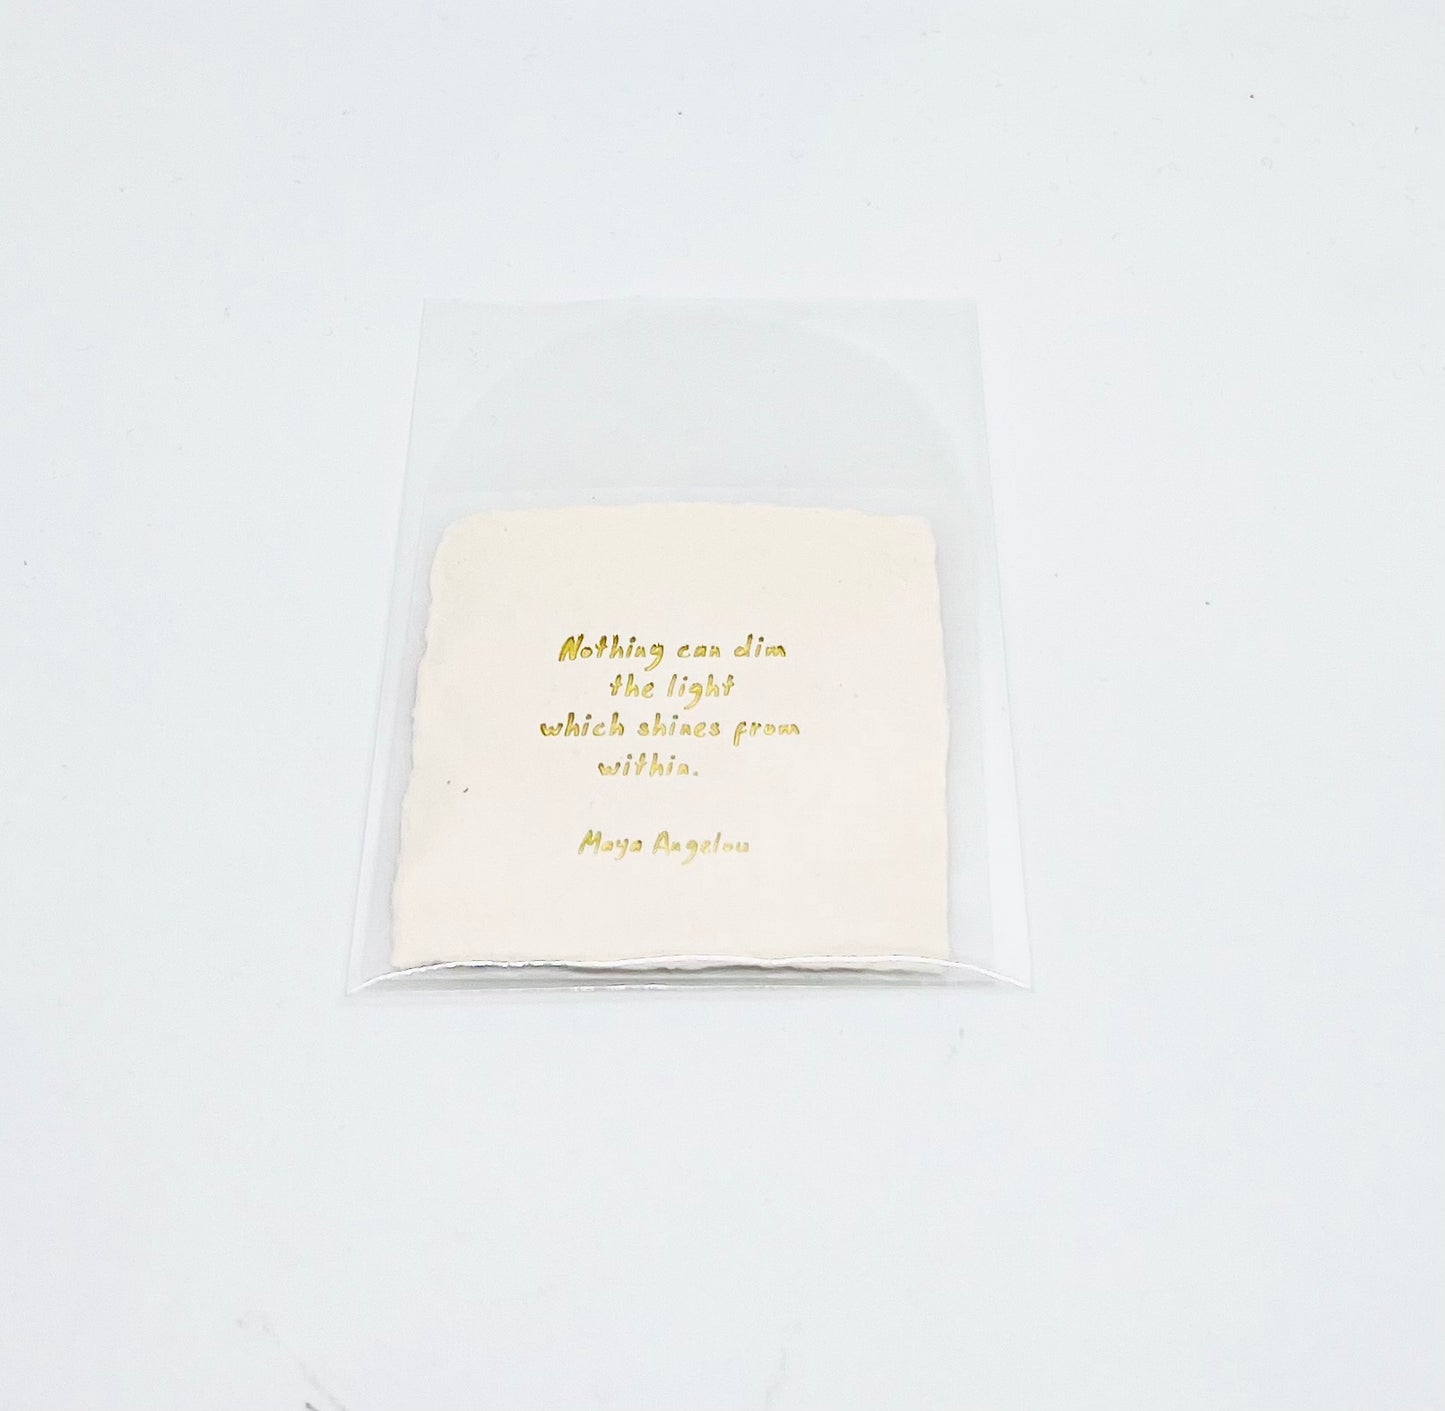 Nothing can dim
the light
which shines from
within.
Maya Angelou